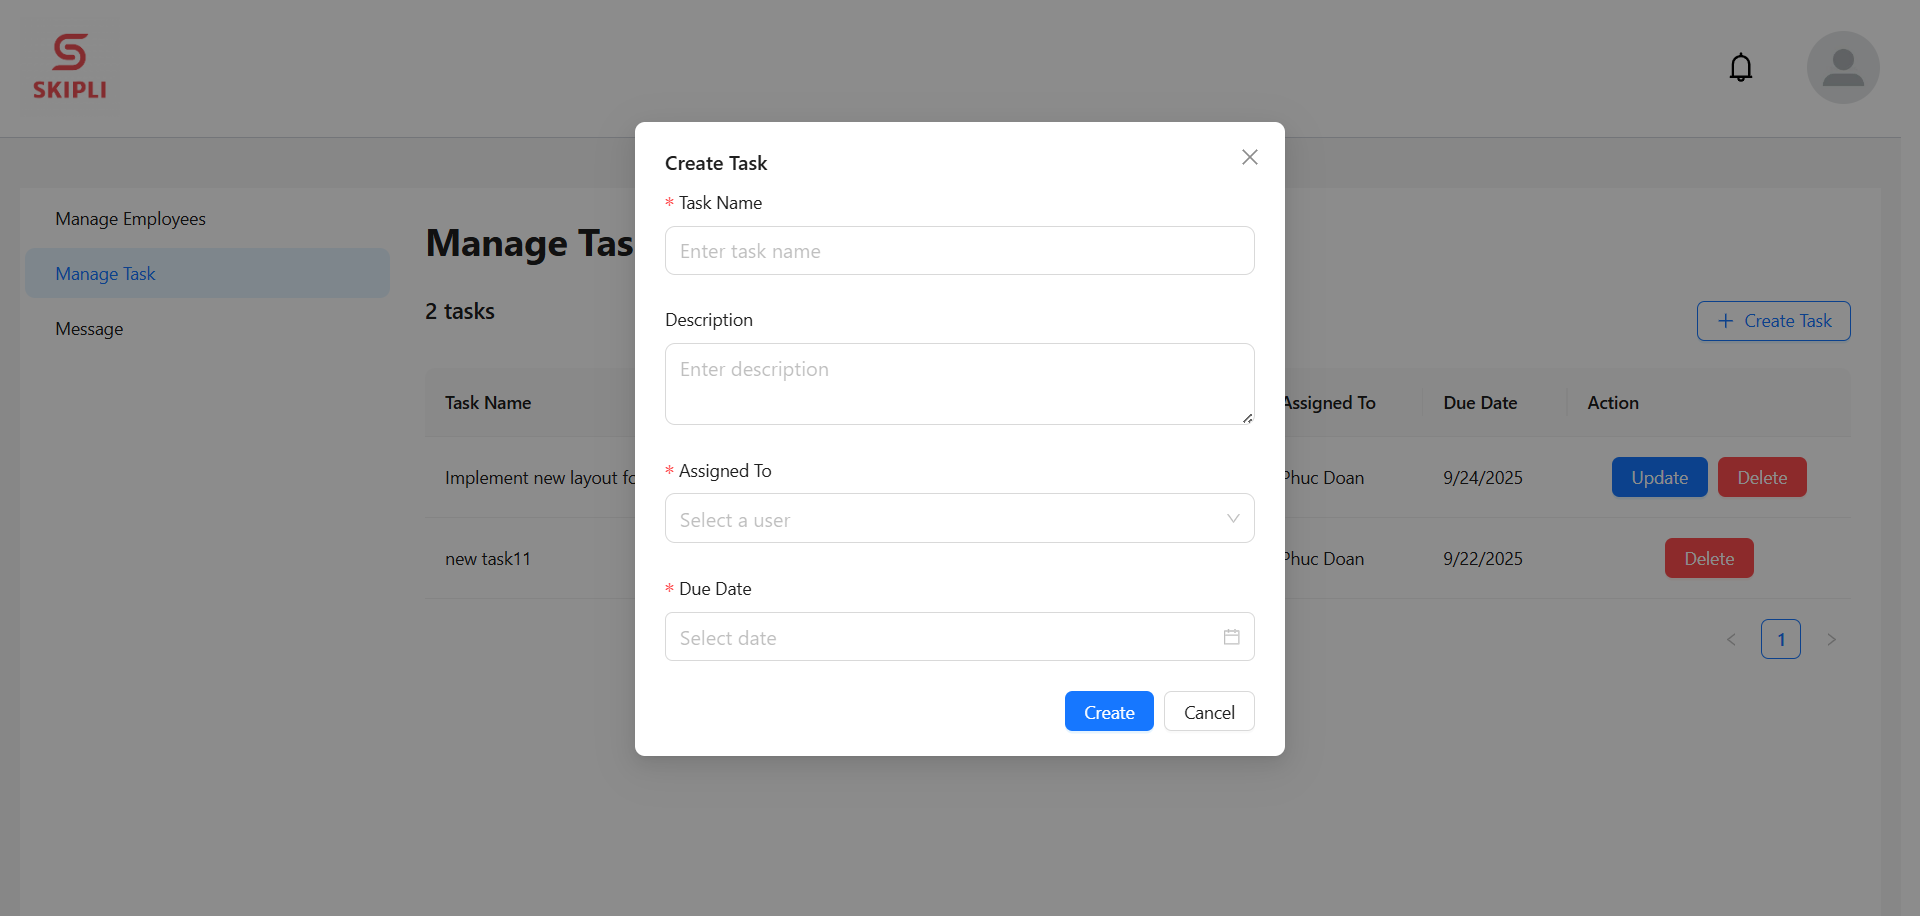 SKIPLI
Manage Employees
Manage Task
Message
Manage Tas
2 tasks
+ Create Task
Task Name
Assigned To
Due Date
Action
Implement new layout fo
Phuc Doan
9/24/2025
Update
Delete
new task11
Phuc Doan
9/22/2025
Delete
1
Create Task
* Task Name
Enter task name
Description
Enter description
* Assigned To
Select a user
* Due Date
Select date
Create
Cancel